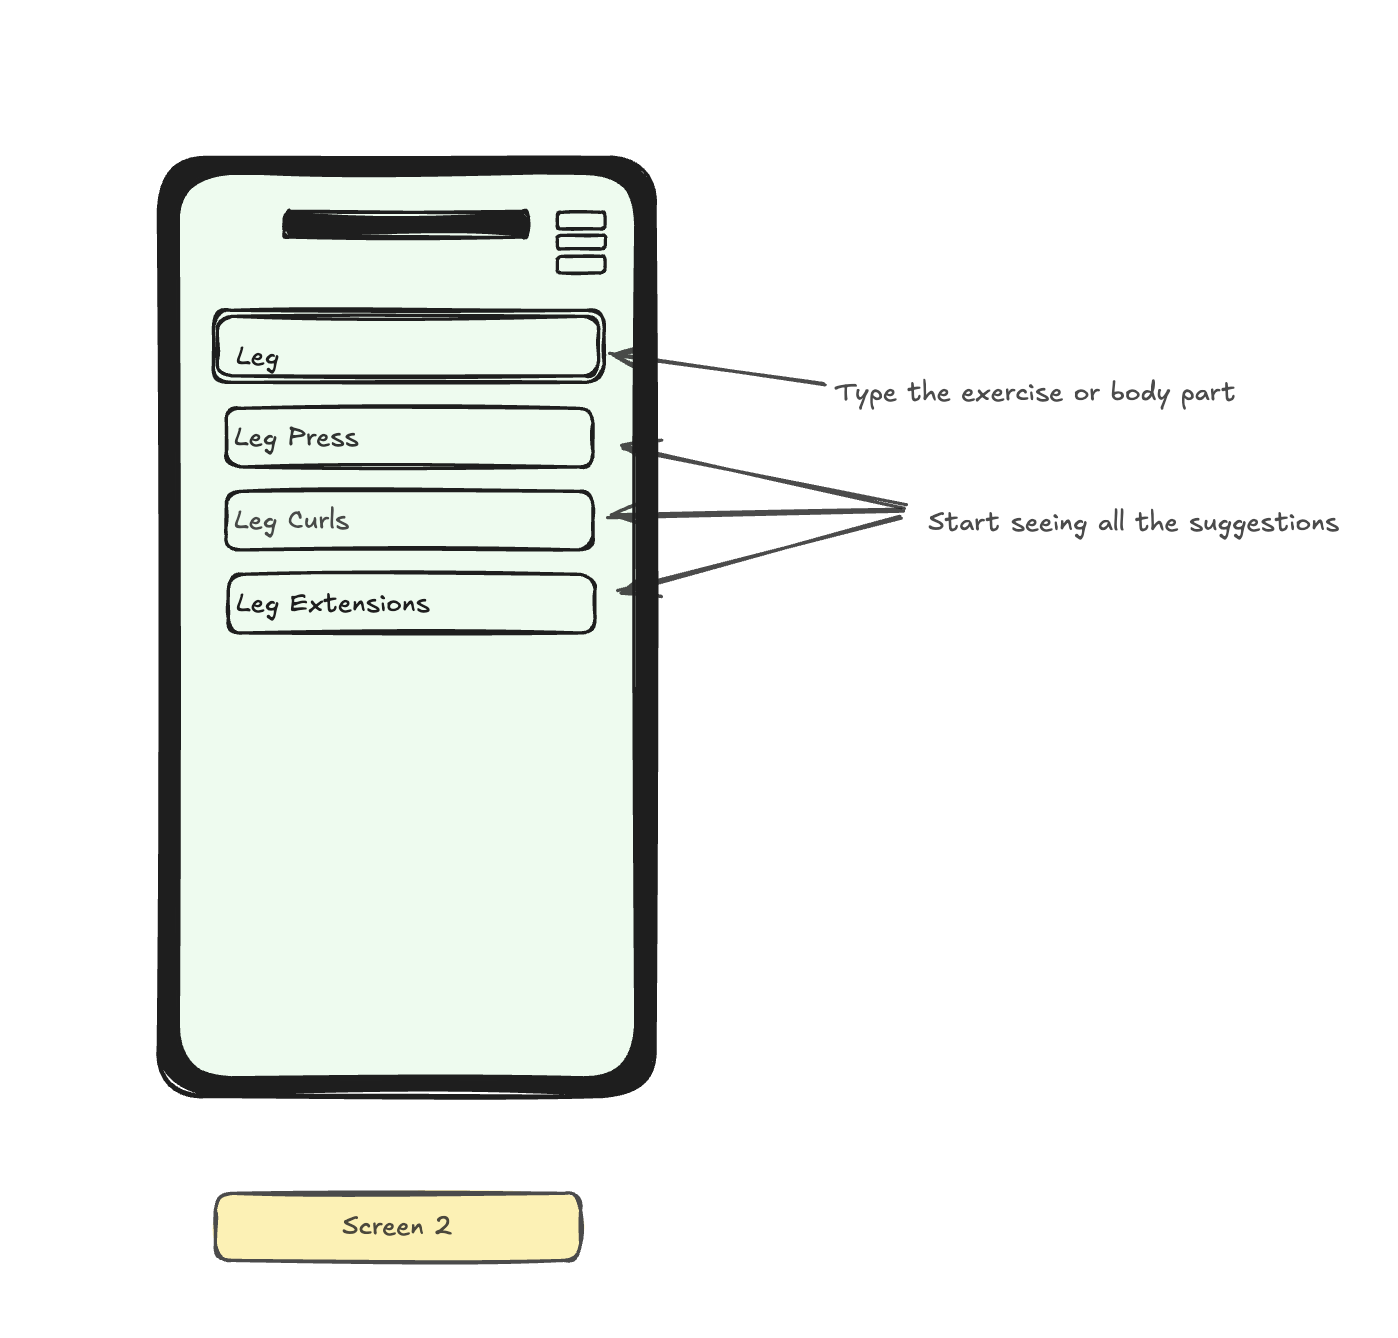 Leg
Type the exercise or body part
Leg Press
Leg Curls
Start seeing all the suggestions
Leg Extensions
Screen 2